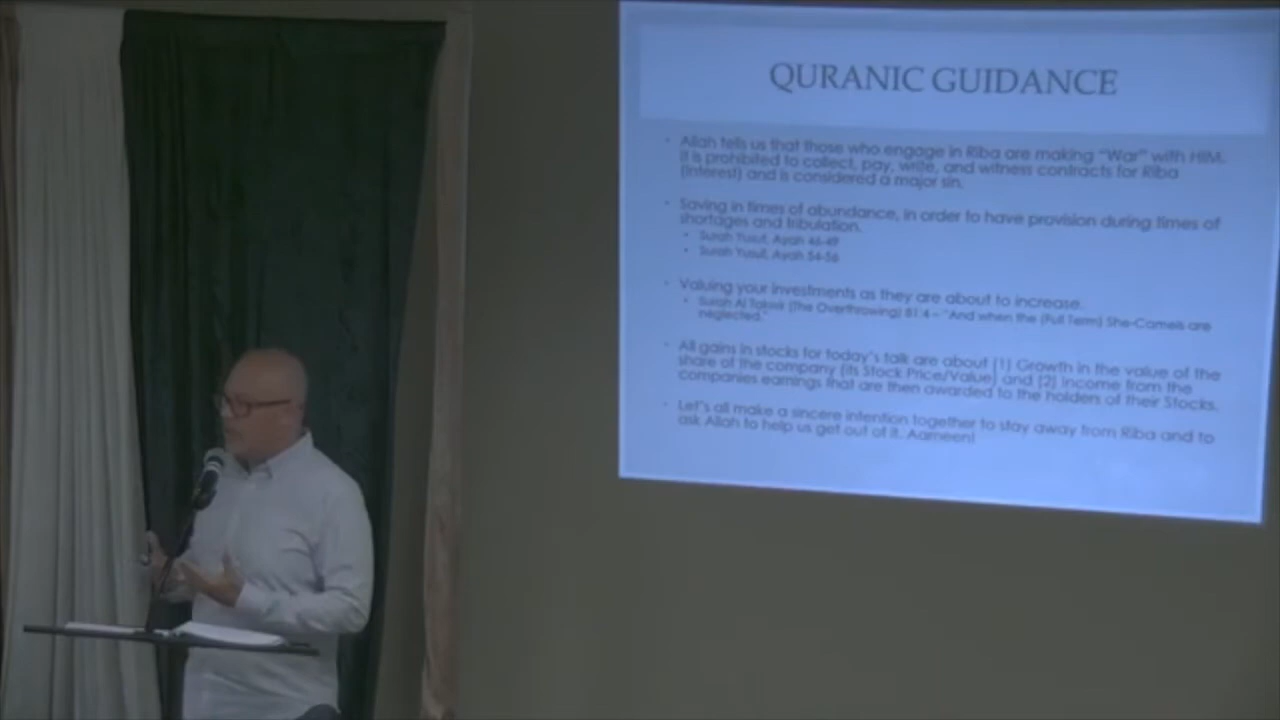 QURANIC GUIDANCE
Allah tells us that those who engage in Riba are making "War" with HIM.
It is prohibited to collect, pay, write, and witness contracts for Riba
(Interest) and is considered a major sin.
Saving in times of abundance, in order to have provision during times of
shortages and tribulation.
Surah Yusuf, Ayah 46-49
Surah Yusuf, Ayah 54-56
Valuing your investments as they are about to increase.
Surah Al Takwir (The Overthrowing) 81:4 – "And when the (Full Term) She-Camels are
neglected."
All gains in stocks for today's talk are about (1) Growth in the value of the
share of the company (its Stock Price/Value) and (2) Income from the
companies earnings that are then awarded to the holders of their Stocks.
Let's all make a sincere intention together to stay away from Riba and to
ask Allah to help us get out of it. Aameen!